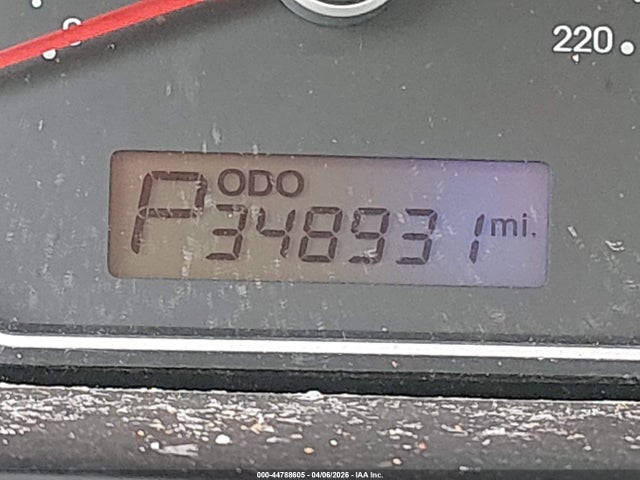 220
ODO
P 348931 mi.
000-44788605 - 04/06/2026 - IAA Inc.